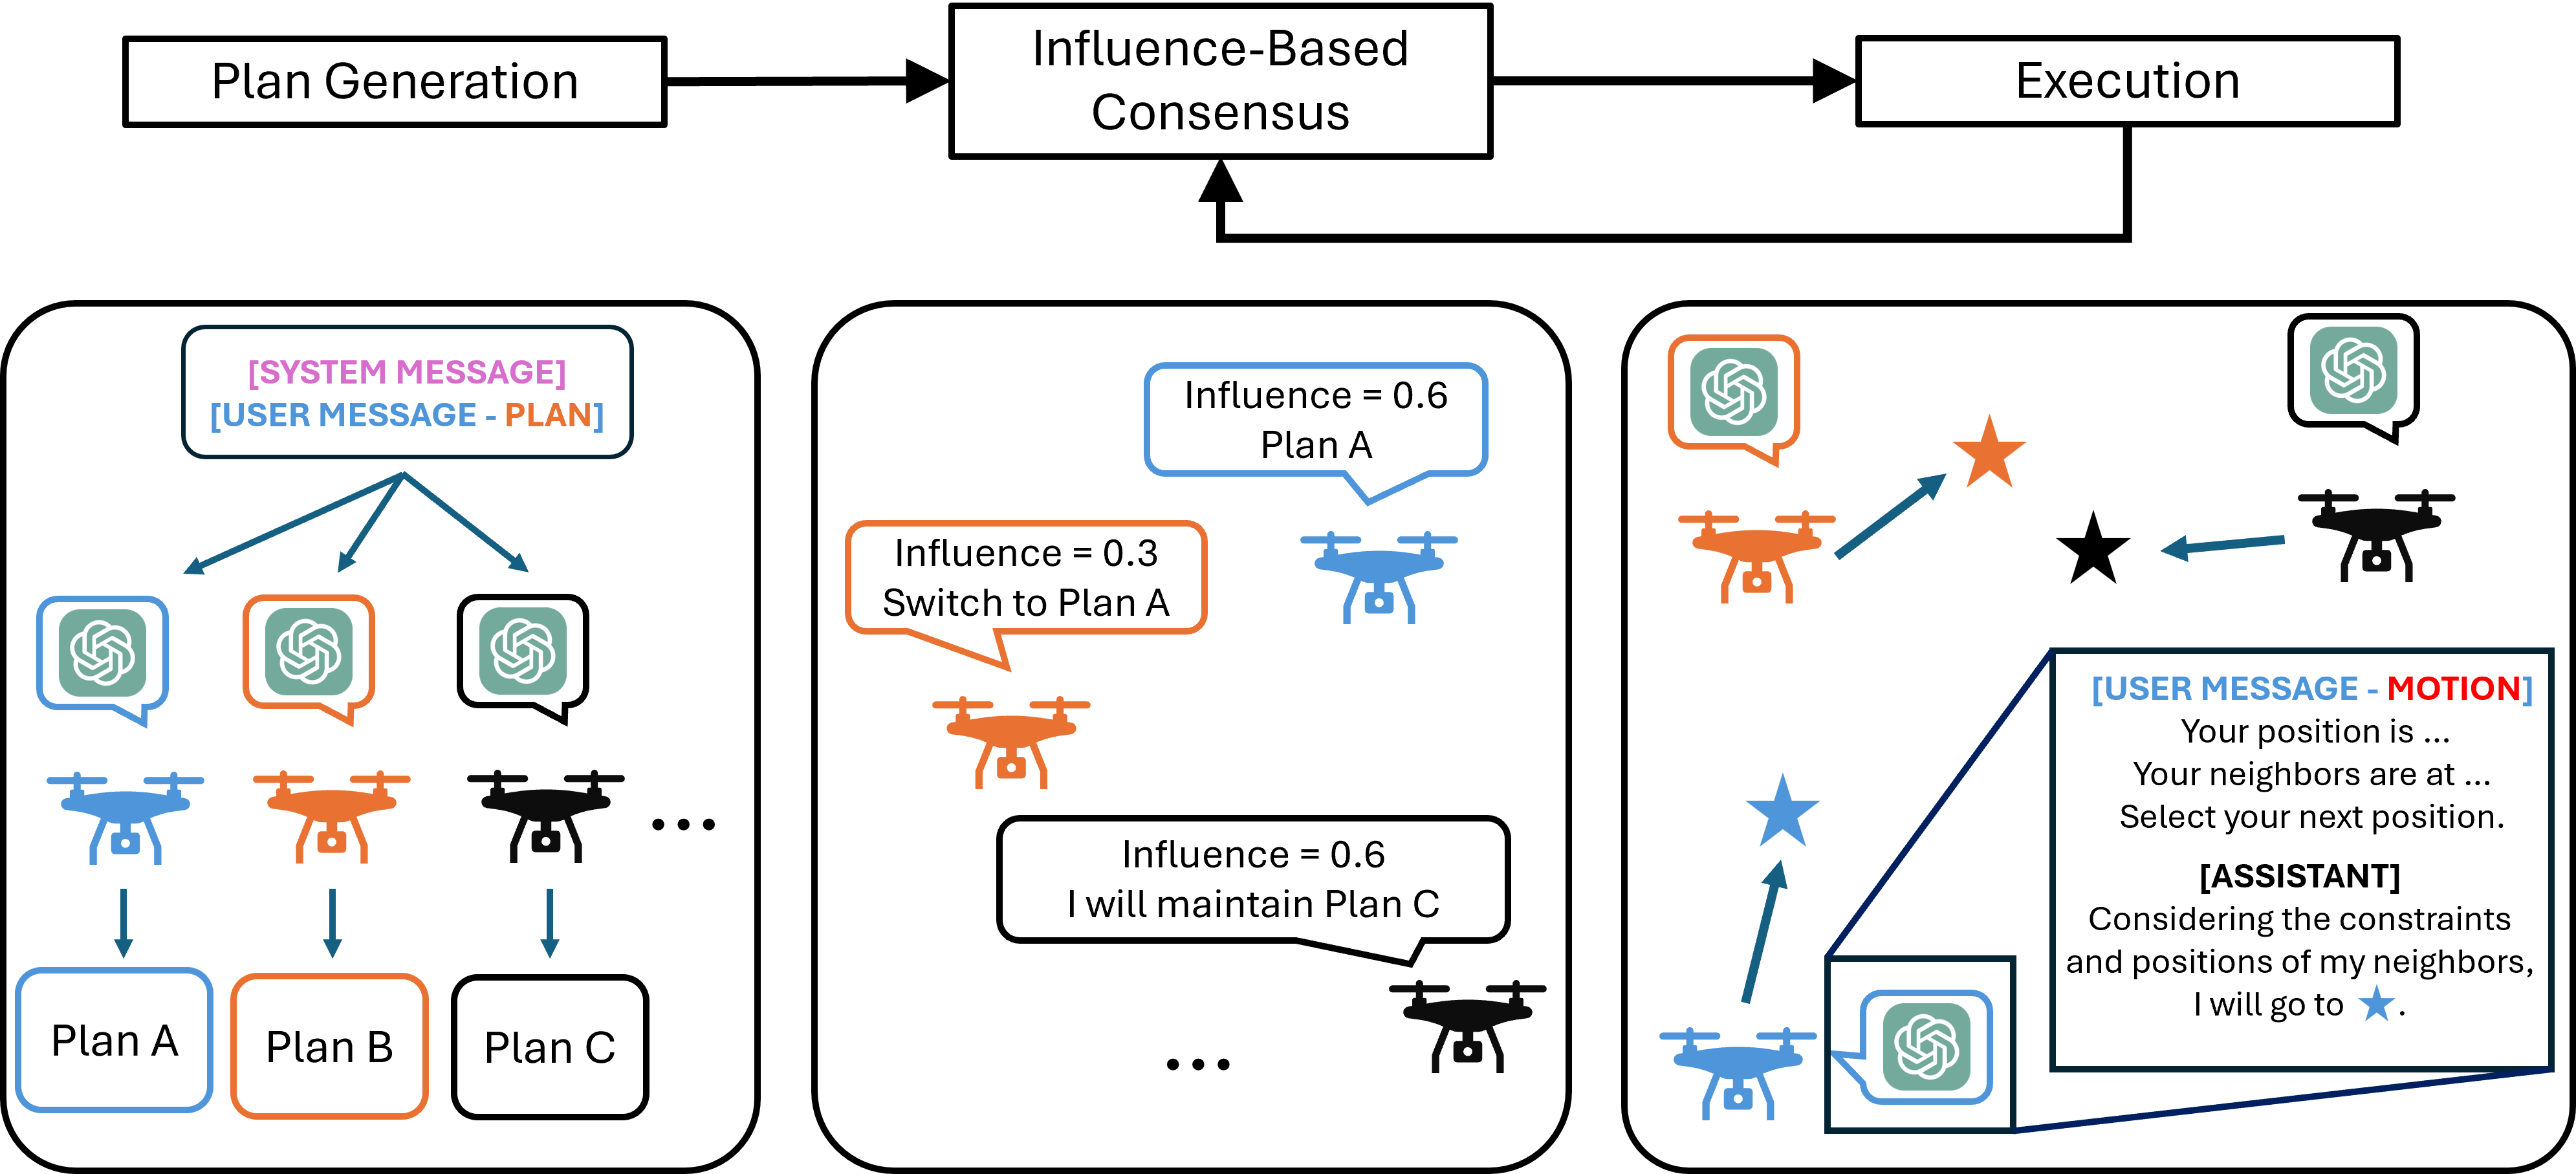 Plan Generation
Influence-Based
Consensus
Execution
[SYSTEM MESSAGE]
[USER MESSAGE - PLAN]
Plan A
Plan B
Plan C
...
Influence = 0.6
Plan A
Influence = 0.3
Switch to Plan A
Influence = 0.6
I will maintain Plan C
...
[USER MESSAGE - MOTION]
Your position is ...
Your neighbors are at ...
Select your next position.
[ASSISTANT]
Considering the constraints
and positions of my neighbors,
I will go to ★.